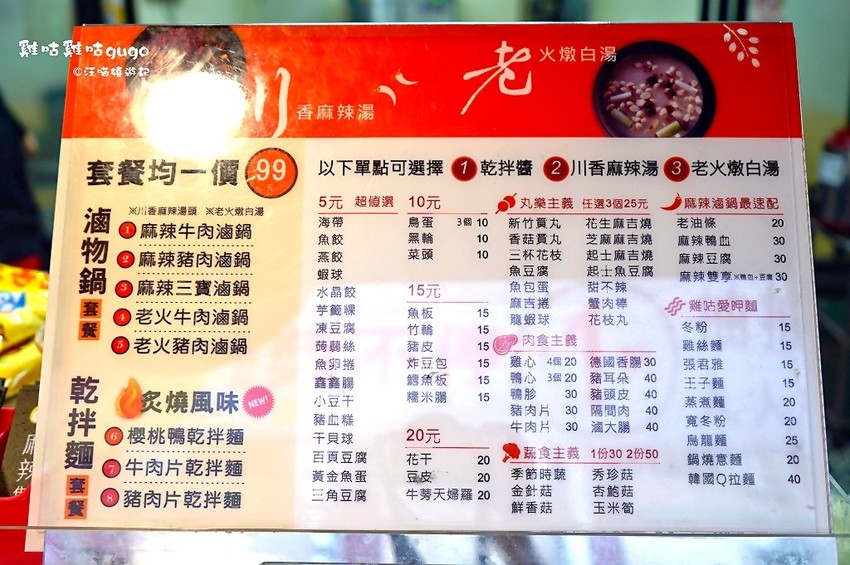 雞咕雞咕gugo
©汪喵嬉遊記
川
香麻辣湯
老
火燉白湯
套餐均一價 99元
滷物鍋 套餐
※川香麻辣湯頭 ※老火燉白湯
1 麻辣牛肉滷鍋
2 麻辣豬肉滷鍋
3 麻辣三寶滷鍋
4 老火牛肉滷鍋
5 老火豬肉滷鍋
乾拌麵 套餐
炙燒風味 NEW!
6 櫻桃鴨乾拌麵
7 牛肉片乾拌麵
8 豬肉片乾拌麵
以下單點可選擇 1 乾拌醬 2 川香麻辣湯 3 老火燉白湯
5元 超值選
海帶
魚餃
燕餃
蝦球
水晶餃
芋籤粿
凍豆腐
蒟蒻絲
魚卵捲
鑫鑫腸
小豆干
豬血糕
干貝球
百頁豆腐
黃金魚蛋
三角豆腐
10元
鳥蛋 3個 10
黑輪 10
菜頭 10
15元
魚板 15
竹輪 15
豬皮 15
炸豆包 15
鱈魚板 15
糯米腸 15
20元
花干 20
豆皮 20
牛蒡天婦羅 20
丸樂主義 任選3個25元
新竹貢丸 花生麻吉燒
香菇貢丸 芝麻麻吉燒
三杯花枝 起士麻吉燒
魚豆腐 起士魚豆腐
魚包蛋 甜不辣
麻吉捲 蟹肉棒
龍蝦球 花枝丸
肉食主義
雞心 4個 20 德國香腸 30
鴨心 3個 20 豬耳朵 40
鴨胗 30 豬頭皮 40
豬肉片 30 隔間肉 40
牛肉片 30 滷大腸 40
蔬食主義 1份30 2份50
季節時蔬 秀珍菇
金針菇 杏鮑菇
鮮香菇 玉米筍
麻辣滷鍋最速配
老油條 20
麻辣鴨血 30
麻辣豆腐 30
麻辣雙享 ※鴨血+豆腐 30
雞咕愛呷麵
冬粉 15
雞絲麵 15
張君雅 15
王子麵 15
蒸煮麵 20
寬冬粉 20
烏龍麵 25
鍋燒意麵 20
韓國Q拉麵 40
麻辣